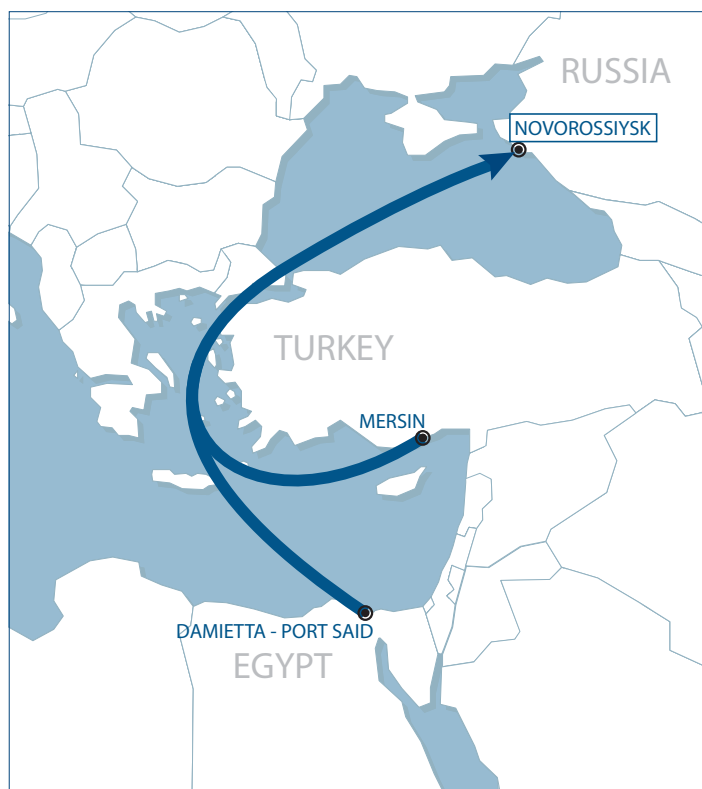 RUSSIA
NOVOROSSIYSK
TURKEY
MERSIN
DAMIETTA - PORT SAID
EGYPT